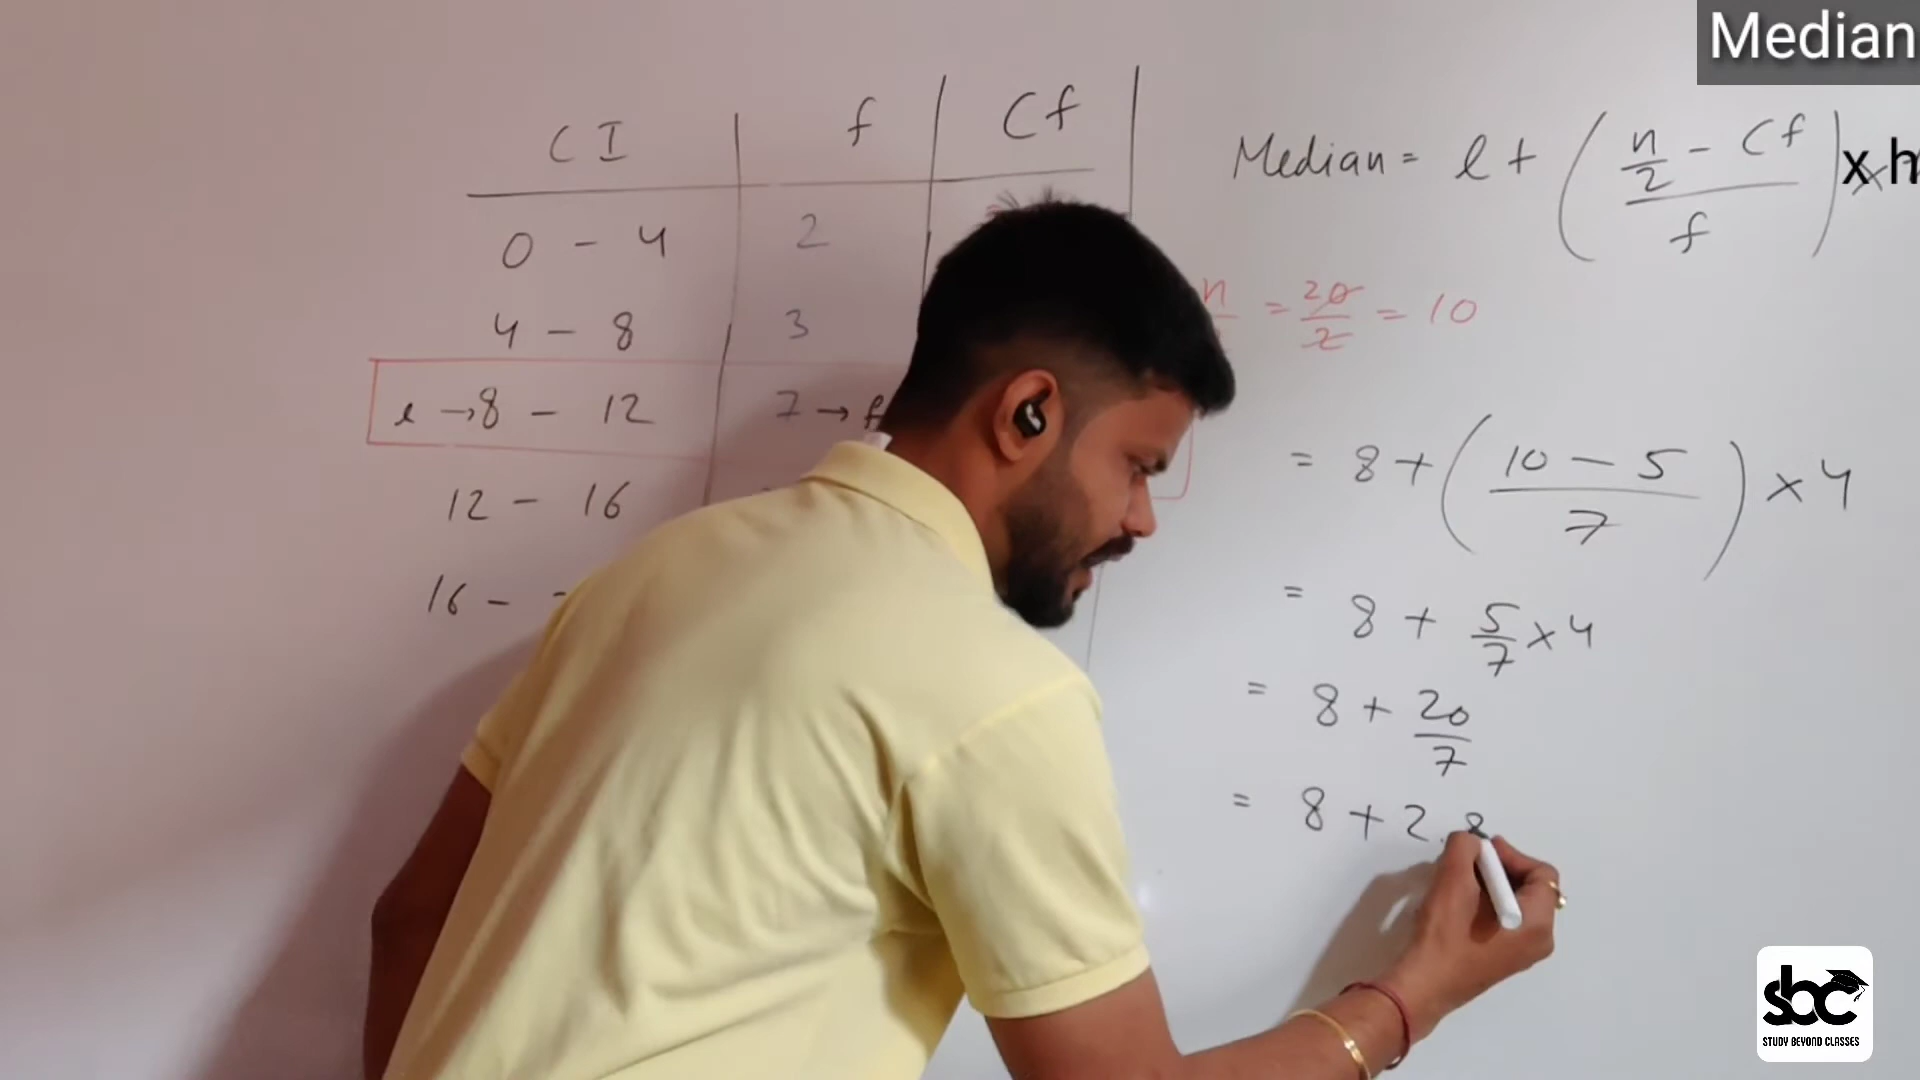 Median
CI f Cf
0 - 4 2
4 - 8 3
l →8 - 12 7 → f
12 - 16
16 -
Median = l + ( n/2 - Cf / f ) x h
n = 20/2 = 10
= 8 + ( 10 - 5 / 7 ) × 4
= 8 + 5/7 × 4
= 8 + 20/7
= 8 + 2.8
sbc
STUDY BEYOND CLASSES